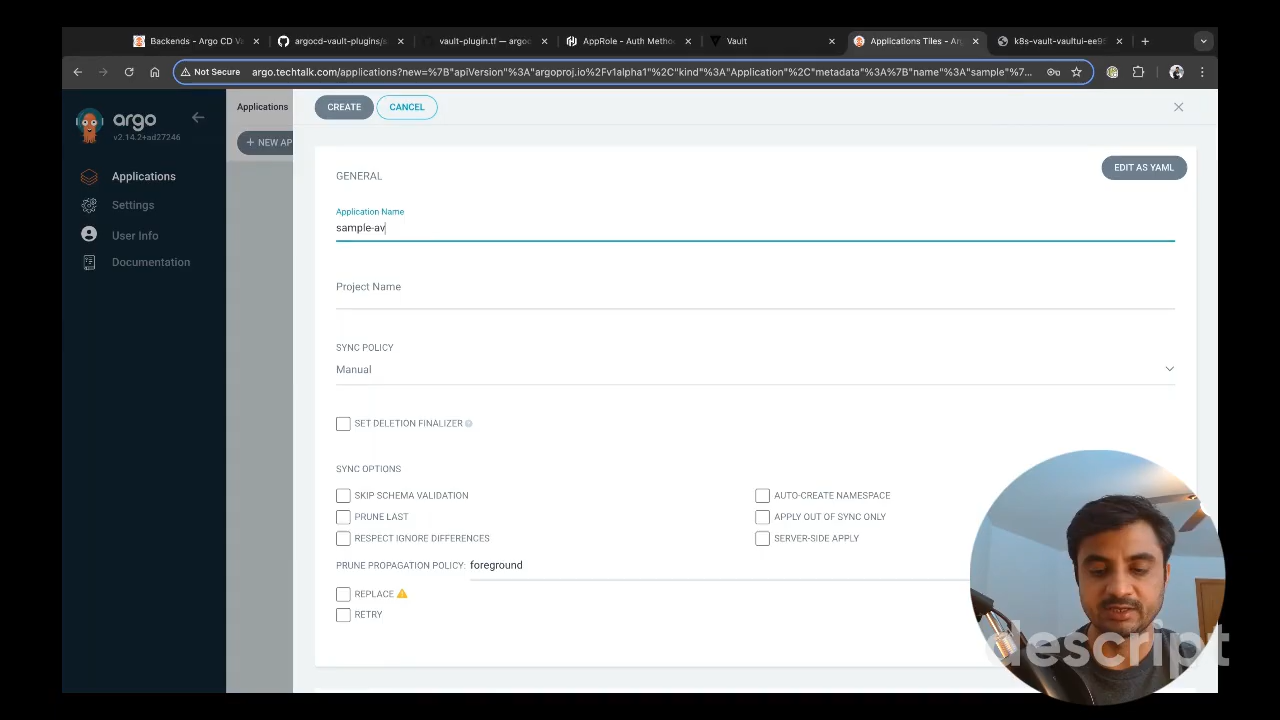 Backends - Argo CD Va
argocd-vault-plugins/s
vault-plugin.tf — argoc
AppRole - Auth Metho
Vault
Applications Tiles - Ar
k8s-vault-vaultui-ee95
Not Secure argo.techtalk.com/applications?new=%7B"apiVersion"%3A"argoproj.io%2Fv1alpha1"%2C"kind"%3A"Application"%2C"metadata"%3A%7B"name"%3A"sample"%7...
argo
v2.14.2+ad27246
Applications
Settings
User Info
Documentation
Applications
+ NEW AP
CREATE
CANCEL
GENERAL
EDIT AS YAML
Application Name
sample-av
Project Name
SYNC POLICY
Manual
SET DELETION FINALIZER
SYNC OPTIONS
SKIP SCHEMA VALIDATION
AUTO-CREATE NAMESPACE
PRUNE LAST
APPLY OUT OF SYNC ONLY
RESPECT IGNORE DIFFERENCES
SERVER-SIDE APPLY
PRUNE PROPAGATION POLICY: foreground
REPLACE
RETRY
descript